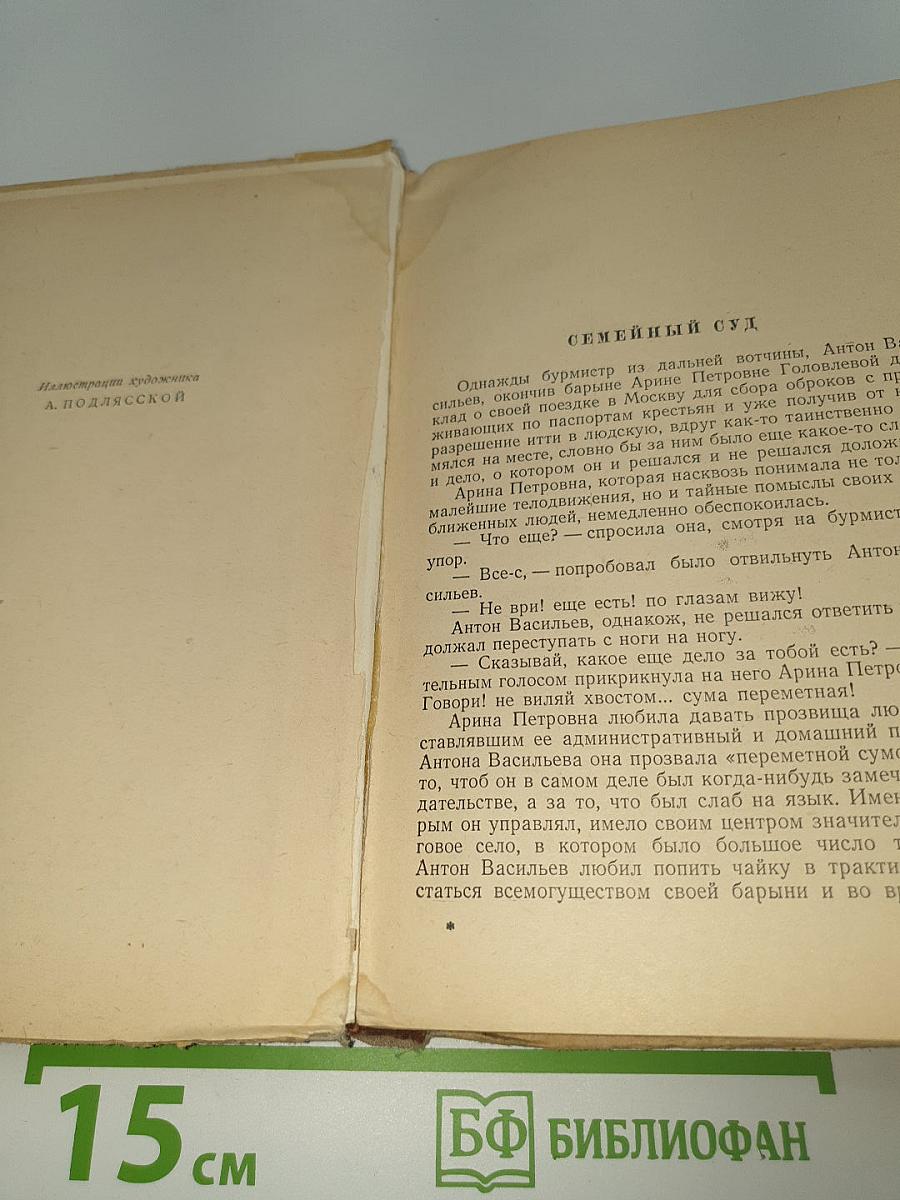 Иллюстрации художника
А. ПОДЛЯССКОЙ
СЕМЕЙНЫЙ СУД
Однажды бурмистр из дальней вотчины, Антон Ва
сильев, окончив барыне Арине Петровне Головлевой д
клад о своей поездке в Москву для сбора оброков с пр
живающих по паспортам крестьян и уже получив от н
разрешение итти в людскую, вдруг как-то таинственно
мялся на месте, словно бы за ним было еще какое-то сл
и дело, о котором он и решался и не решался долож
Арина Петровна, которая насквозь понимала не тол
малейшие телодвижения, но и тайные помыслы своих
ближенных людей, немедленно обеспокоилась.
— Что еще? — спросила она, смотря на бурмист
упор.
— Все-с, — попробовал было отвильнуть Антон
сильев.
— Не ври! еще есть! по глазам вижу!
Антон Васильев, однакож, не решался ответить
должал переступать с ноги на ногу.
— Сказывай, какое еще дело за тобой есть? —
тельным голосом прикрикнула на него Арина Петро
Говори! не виляй хвостом... сума переметная!
Арина Петровна любила давать прозвища лю
ставлявшим ее административный и домашний п
Антона Васильева она прозвала «переметной сумо
то, чтоб он в самом деле был когда-нибудь замеч
дательстве, а за то, что был слаб на язык. Имен
рым он управлял, имело своим центром значител
говое село, в котором было большое число т
Антон Васильев любил попить чайку в тракти
статься всемогуществом своей барыни и во вр
*
15 см
БФ БИБЛИОФАН